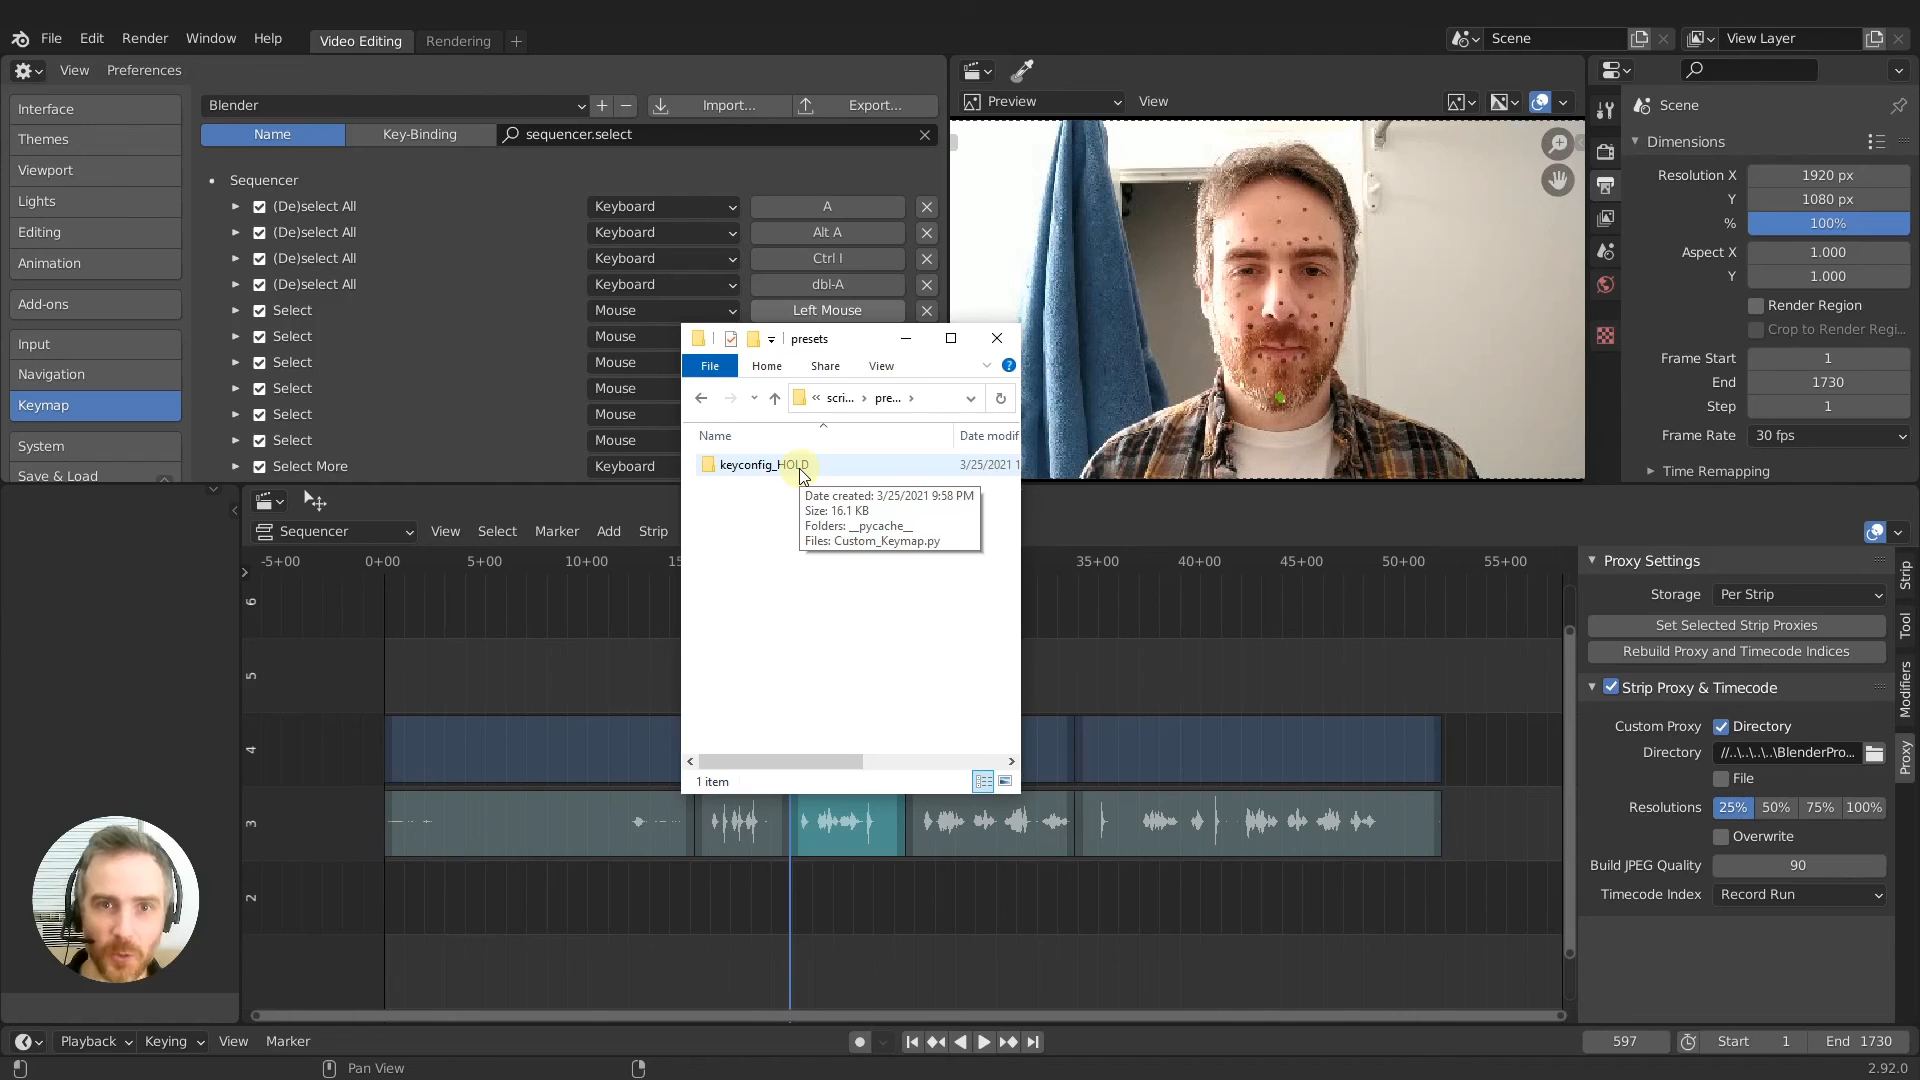 File Edit Render Window Help Video Editing Rendering + Scene View Layer
View Preferences
Interface
Themes
Viewport
Lights
Editing
Animation
Add-ons
Input
Navigation
Keymap
System
Save & Load
Blender + − Import... Export...
Name Key-Binding sequencer.select
Sequencer
(De)select All Keyboard A
(De)select All Keyboard Alt A
(De)select All Keyboard Ctrl I
(De)select All Keyboard dbl-A
Select Mouse Left Mouse
Select Mouse
Select Mouse
Select Mouse
Select Mouse
Select Mouse
Select More Keyboard
Preview View
Scene
Dimensions
Resolution X 1920 px
Y 1080 px
% 100%
Aspect X 1.000
Y 1.000
Render Region
Crop to Render Regi...
Frame Start 1
End 1730
Step 1
Frame Rate 30 fps
Time Remapping
presets
File Home Share View
« scri... › pre... ›
Name Date modif
keyconfig_HOLD 3/25/2021 1
Date created: 3/25/2021 9:58 PM
Size: 16.1 KB
Folders: __pycache__
Files: Custom_Keymap.py
1 item
Sequencer View Select Marker Add Strip
-5+00 0+00 5+00 10+00 15 35+00 40+00 45+00 50+00 55+00
6
5
4
3
2
Proxy Settings
Storage Per Strip
Set Selected Strip Proxies
Rebuild Proxy and Timecode Indices
Strip Proxy & Timecode
Custom Proxy Directory
Directory //..\..\..\..\BlenderPro...
File
Resolutions 25% 50% 75% 100%
Overwrite
Build JPEG Quality 90
Timecode Index Record Run
Strip
Tool
Modifiers
Proxy
Playback Keying View Marker 597 Start 1 End 1730
Pan View 2.92.0